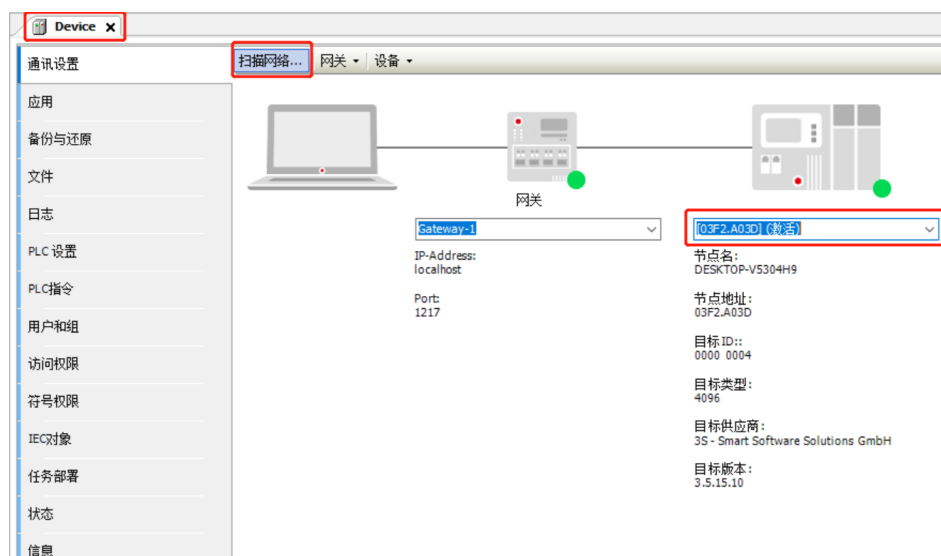 Device
通讯设置
应用
备份与还原
文件
日志
PLC 设置
PLC指令
用户和组
访问权限
符号权限
IEC对象
任务部署
状态
信息
扫描网络... 网关 设备
网关
Gateway-1
IP-Address:
localhost
Port:
1217
[03F2.A03D] (激活)
节点名:
DESKTOP-V5304H9
节点地址:
03F2.A03D
目标ID::
0000 0004
目标类型:
4096
目标供应商:
3S - Smart Software Solutions GmbH
目标版本:
3.5.15.10